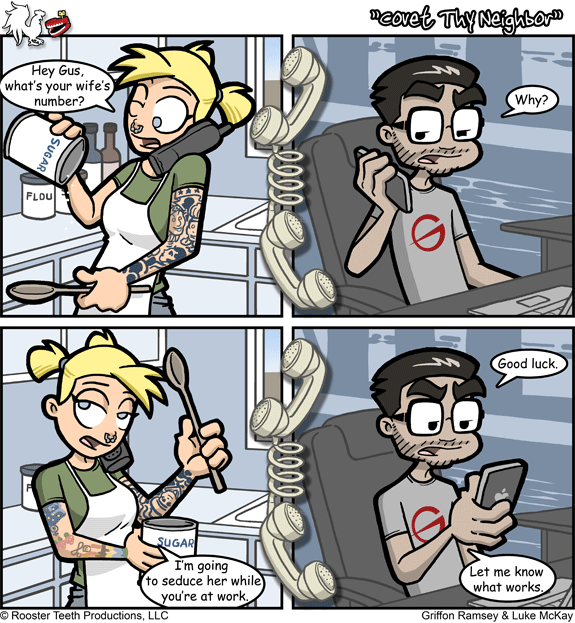 "Covet Thy Neighbor"
Hey Gus,
what's your wife's
number?
SUGAR
FLOU
Why?
I'm going
to seduce her while
you're at work.
SUGAR
F
Good luck.
Let me know
what works.
© Rooster Teeth Productions, LLC
Griffon Ramsey & Luke McKay